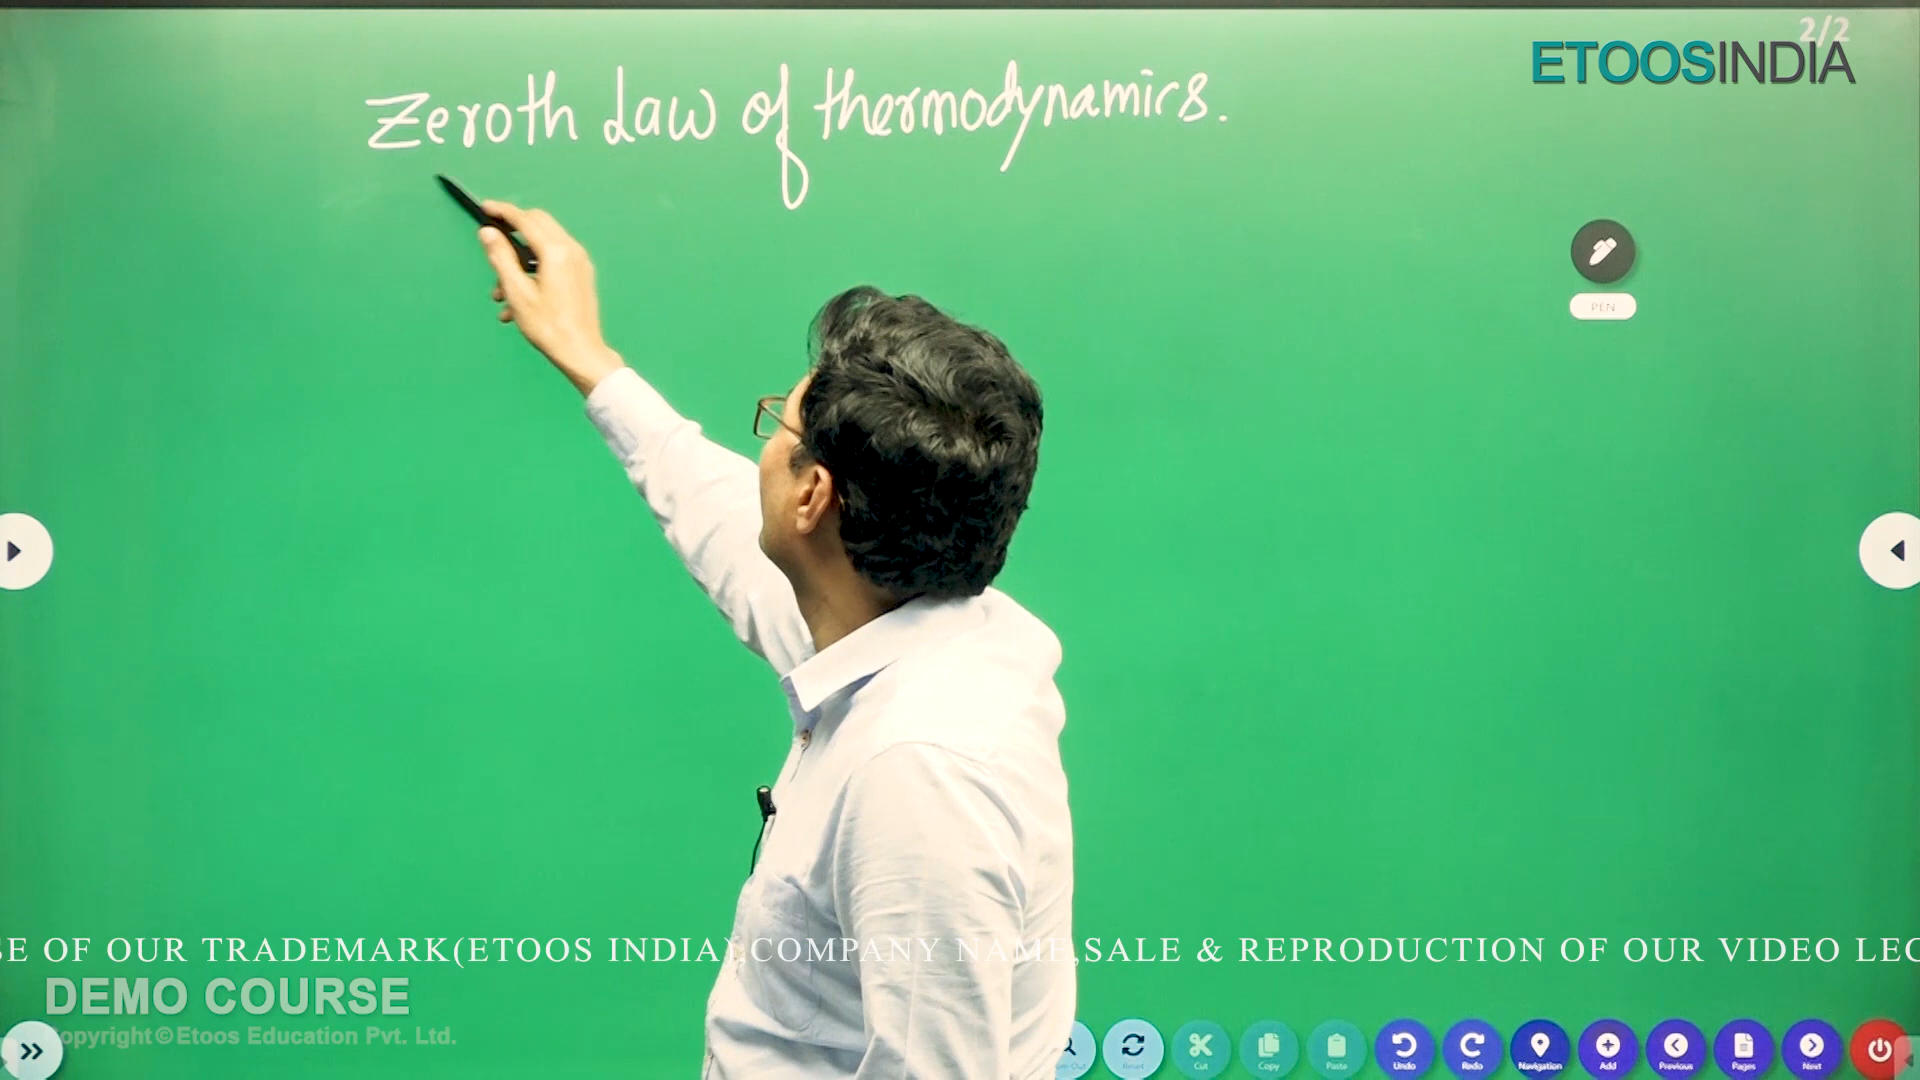 2/2
ETOOSINDIA
Zeroth Law of thermodynamics.
PEN
SE OF OUR TRADEMARK(ETOOS INDIA),COMPANY NAME,SALE & REPRODUCTION OF OUR VIDEO LEC
DEMO COURSE
opyright©Etoos Education Pvt. Ltd.
Reset Cut Copy Paste Undo Redo Navigation Add Previous Pages Next